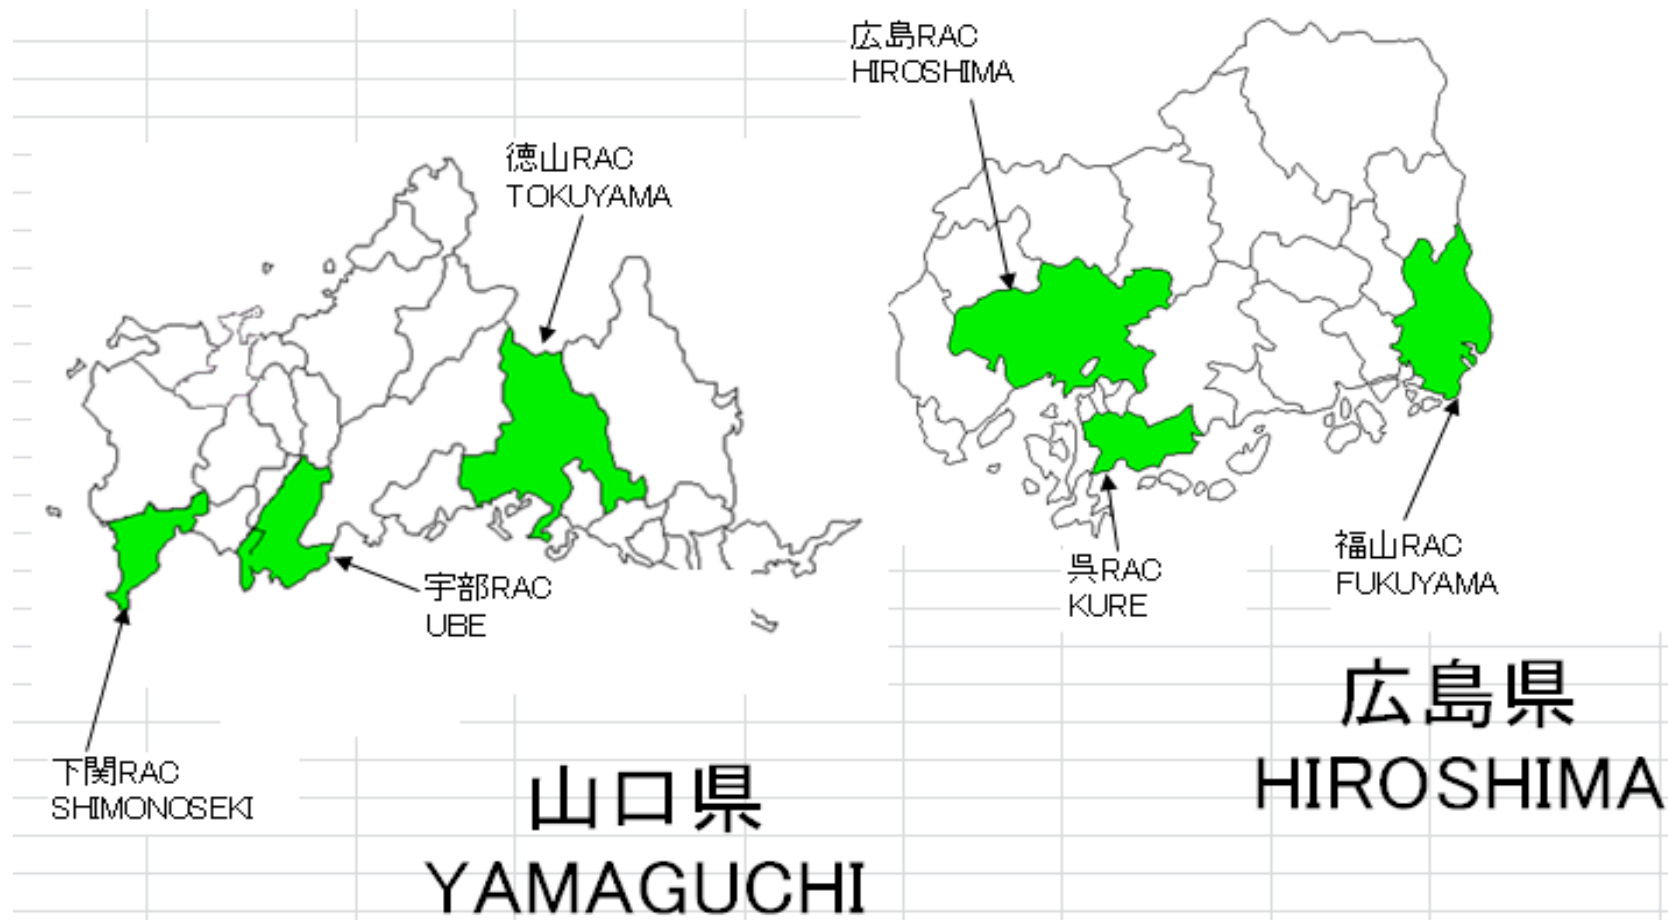 広島RAC
HIROSHIMA
徳山RAC
TOKUYAMA
宇部RAC
UBE
下関RAC
SHIMONOSEKI
山口県
YAMAGUCHI
呉RAC
KURE
福山RAC
FUKUYAMA
広島県
HIROSHIMA